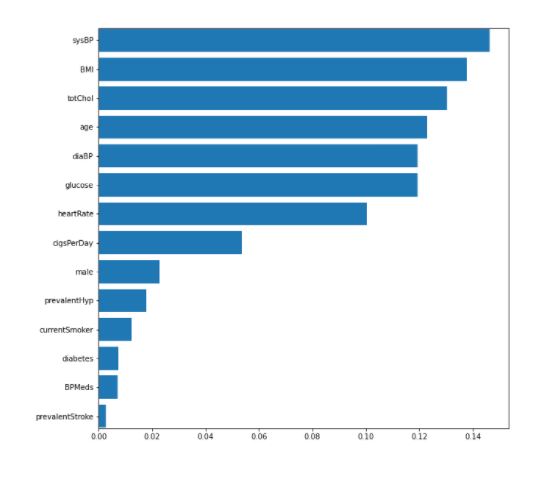 sysBP
BMI
totChol
age
diaBP
glucose
heartRate
cigsPerDay
male
prevalentHyp
currentSmoker
diabetes
BPMeds
prevalentStroke
0.00 0.02 0.04 0.06 0.08 0.10 0.12 0.14